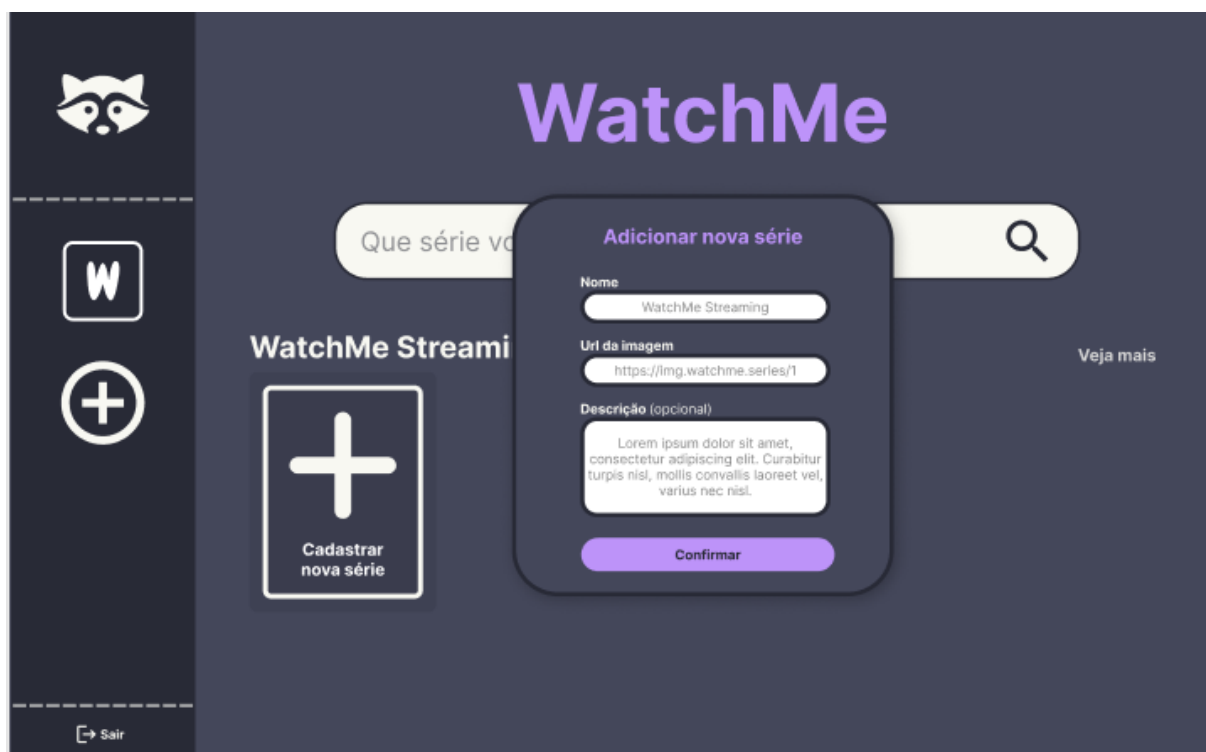 WatchMe
Que série vo
Adicionar nova série
Nome
WatchMe Streaming
Url da imagem
https://img.watchme.series/1
Descrição (opcional)
Lorem ipsum dolor sit amet,
consectetur adipiscing elit. Curabitur
turpis nisl, mollis convallis laoreet vel,
varius nec nisl.
Confirmar
W
WatchMe Streami
Veja mais
Cadastrar
nova série
Sair